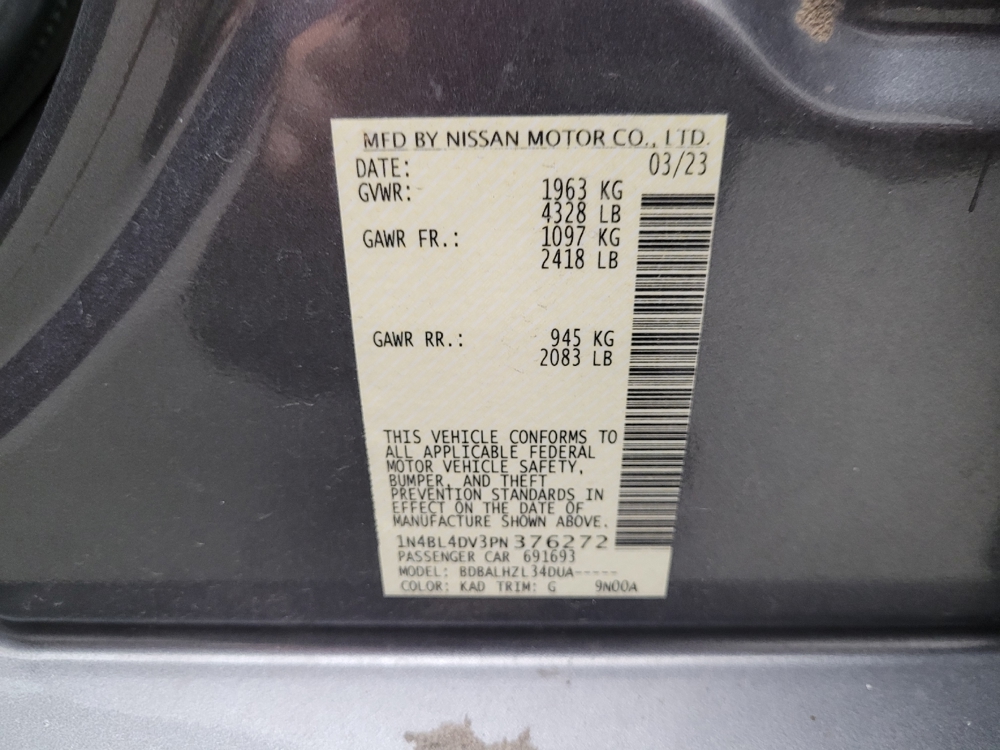 MFD BY NISSAN MOTOR CO., LTD.
DATE: 03/23
GVWR: 1963 KG
4328 LB
GAWR FR.: 1097 KG
2418 LB
GAWR RR.: 945 KG
2083 LB
THIS VEHICLE CONFORMS TO
ALL APPLICABLE FEDERAL
MOTOR VEHICLE SAFETY,
BUMPER, AND THEFT
PREVENTION STANDARDS IN
EFFECT ON THE DATE OF
MANUFACTURE SHOWN ABOVE.
1N4BL4DV3PN376272
PASSENGER CAR 691693
MODEL: BDBALHZL34DUA-----
COLOR: KAD TRIM: G 9N00A